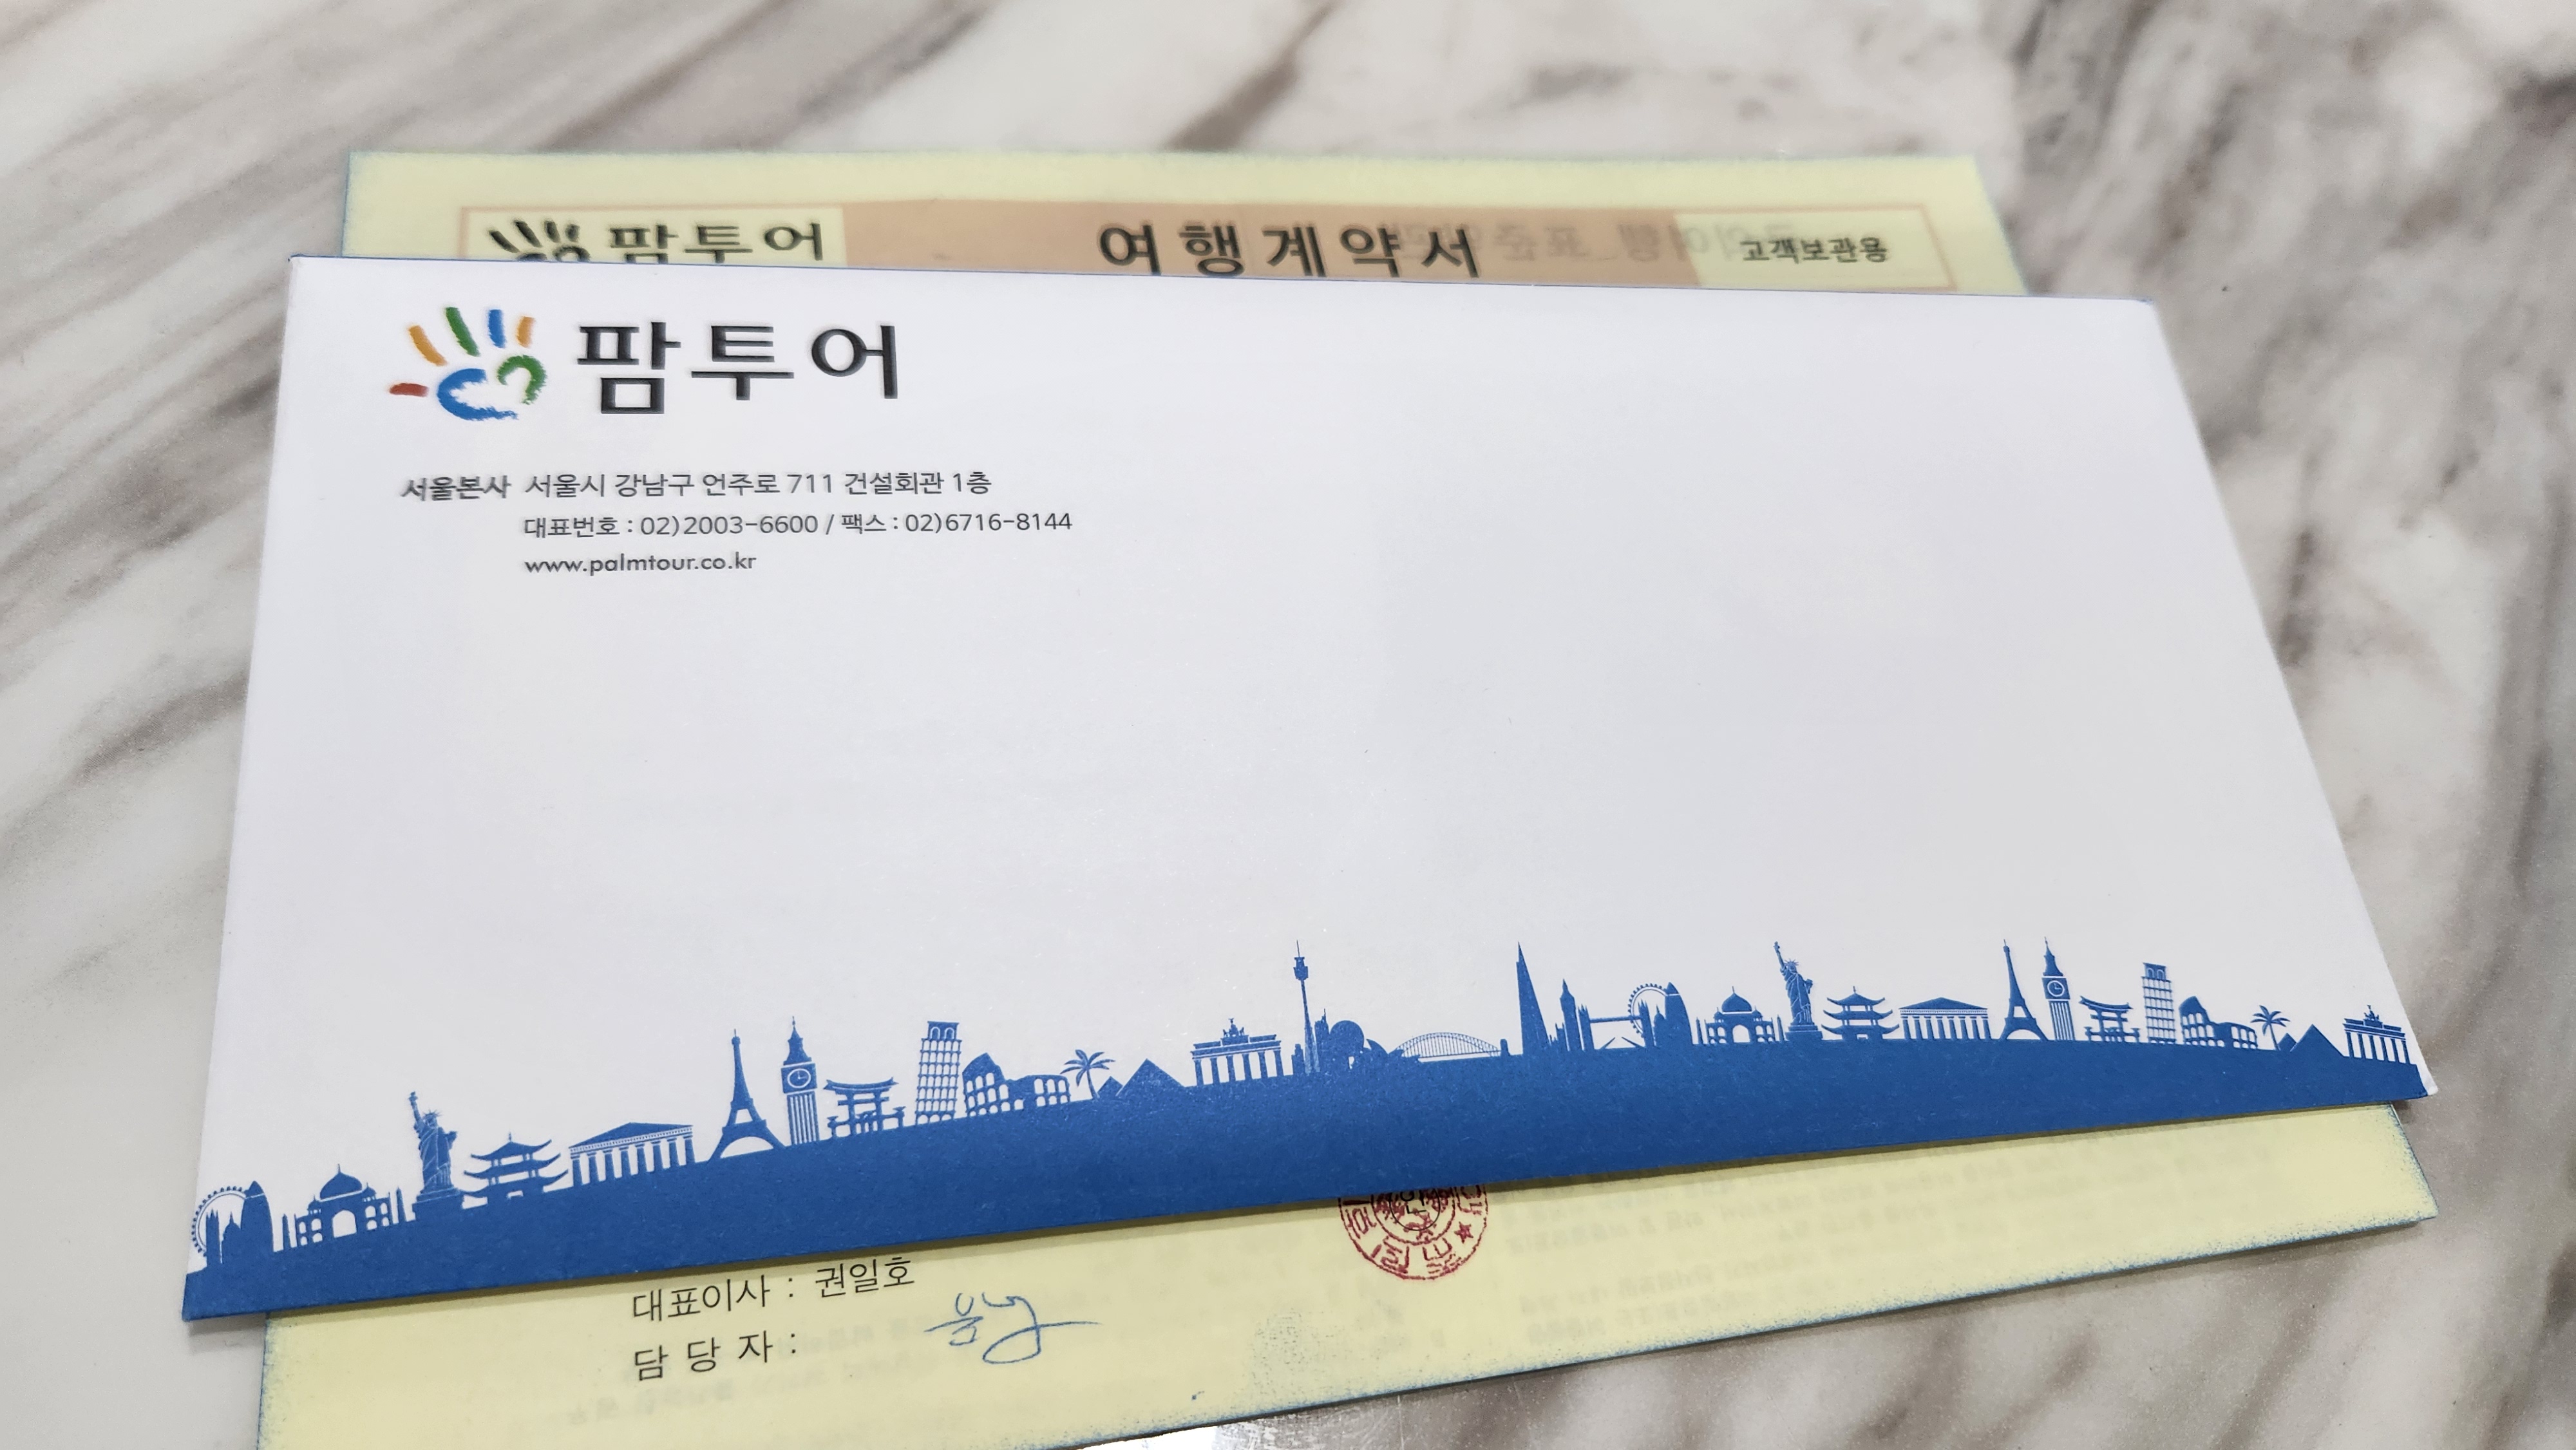 팜투어
여행계약서
고객보관용
팜투어
서울본사 서울시 강남구 언주로 711 건설회관 1층
대표번호 : 02)2003-6600 / 팩스 : 02)6716-8144
www.palmtour.co.kr
대표이사 : 권일호
담 당 자 :